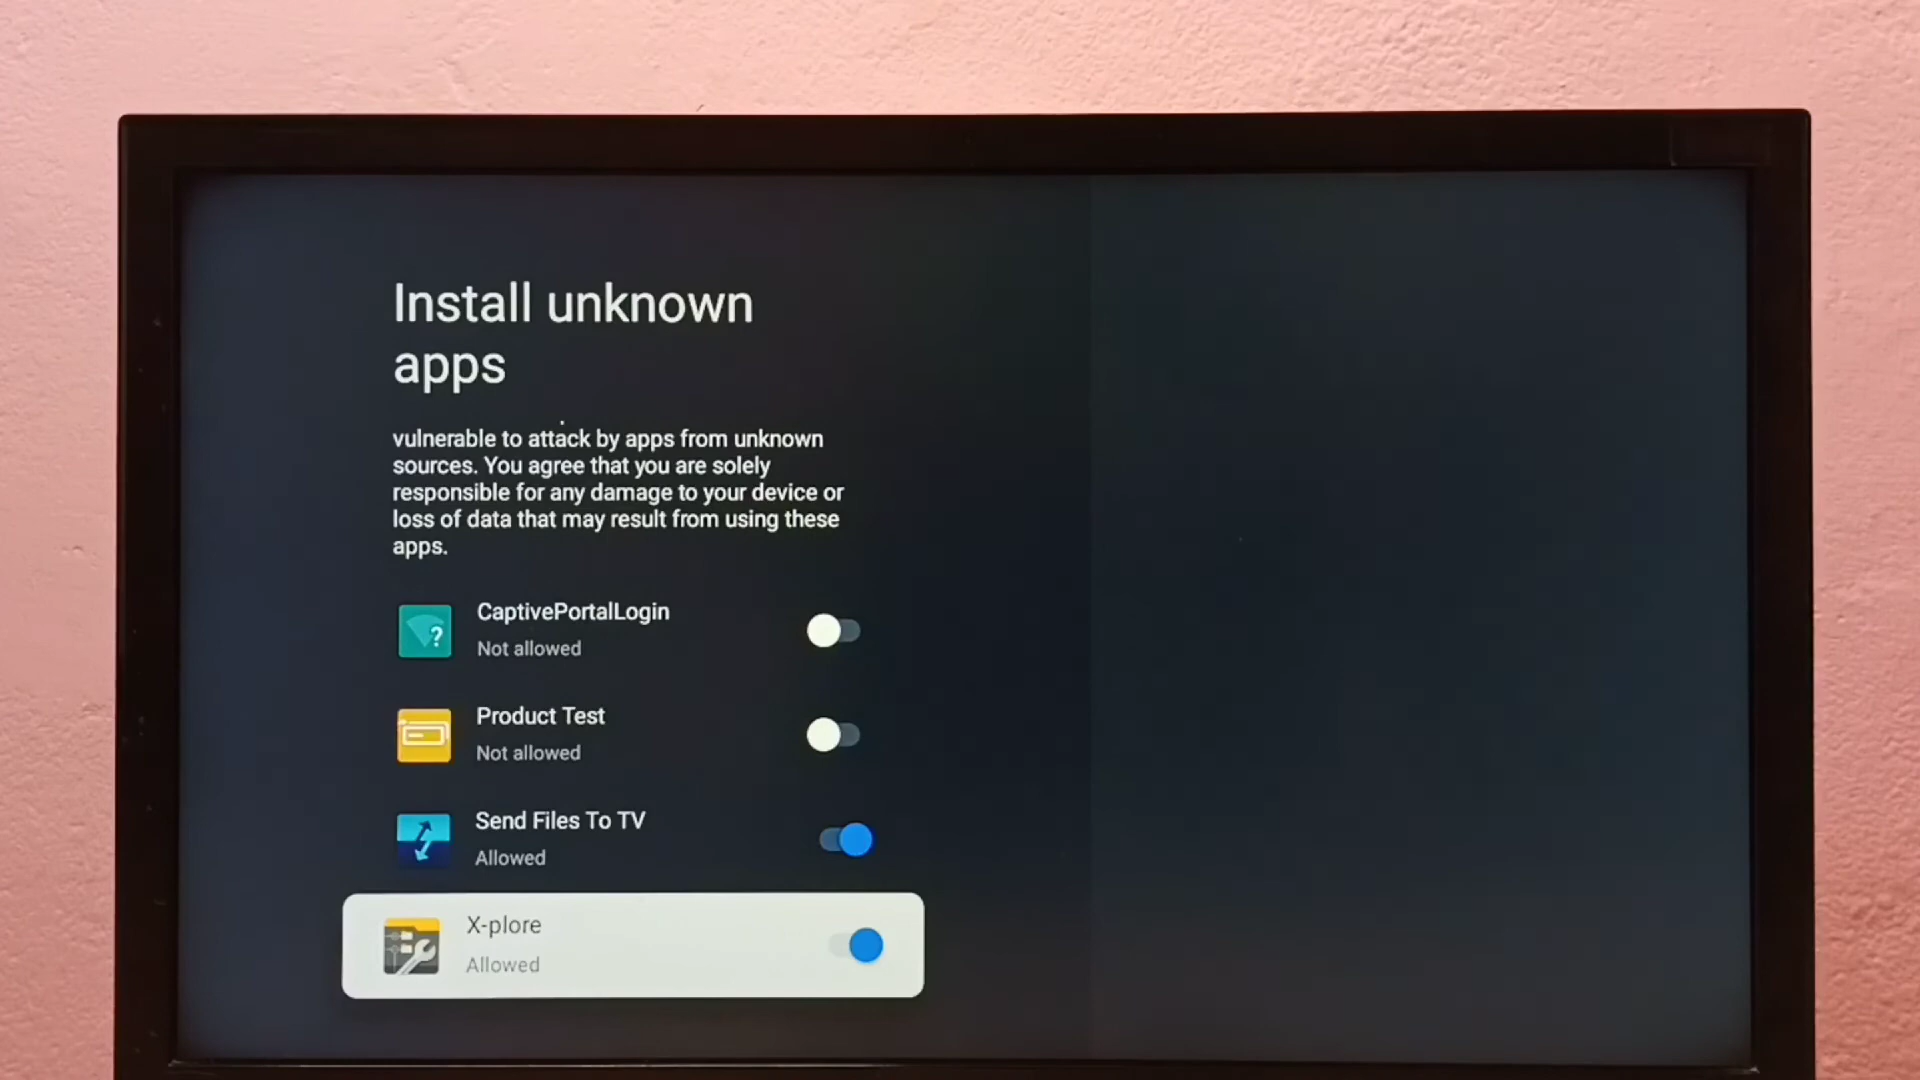 Install unknown
apps
vulnerable to attack by apps from unknown
sources. You agree that you are solely
responsible for any damage to your device or
loss of data that may result from using these
apps.
CaptivePortalLogin
Not allowed
Product Test
Not allowed
Send Files To TV
Allowed
X-plore
Allowed